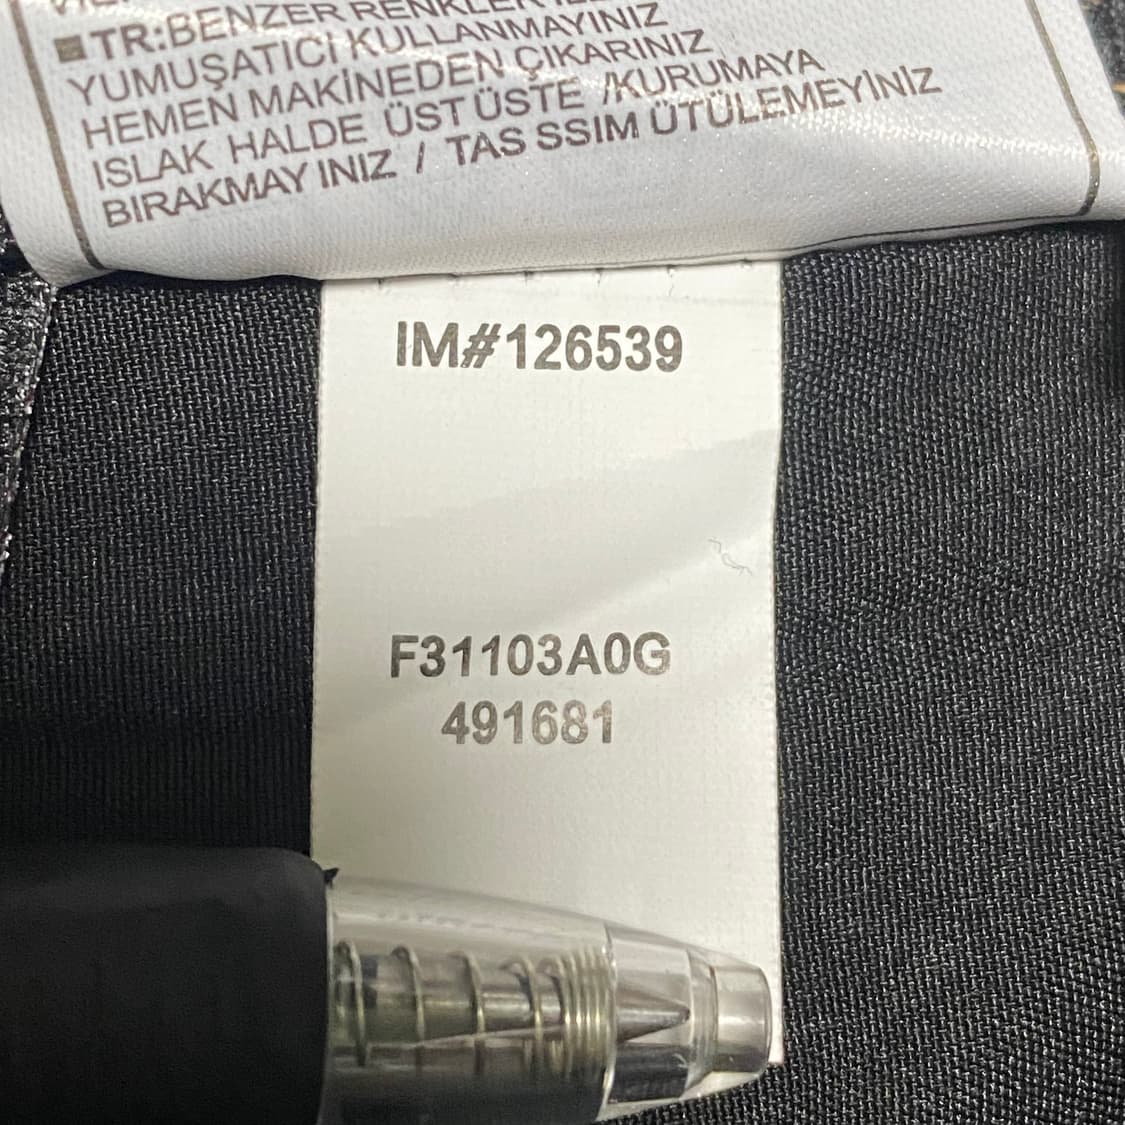 TR:BENZER RENKLER
YUMUŞATICI KULLANMAYINIZ
HEMEN MAKİNEDEN ÇIKARINIZ
ISLAK HALDE ÜST ÜSTE /KURUMAYA
BIRAKMAY INIZ / TAS SSIM ÜTÜLEMEYİNİZ
IM#126539
F31103A0G
491681